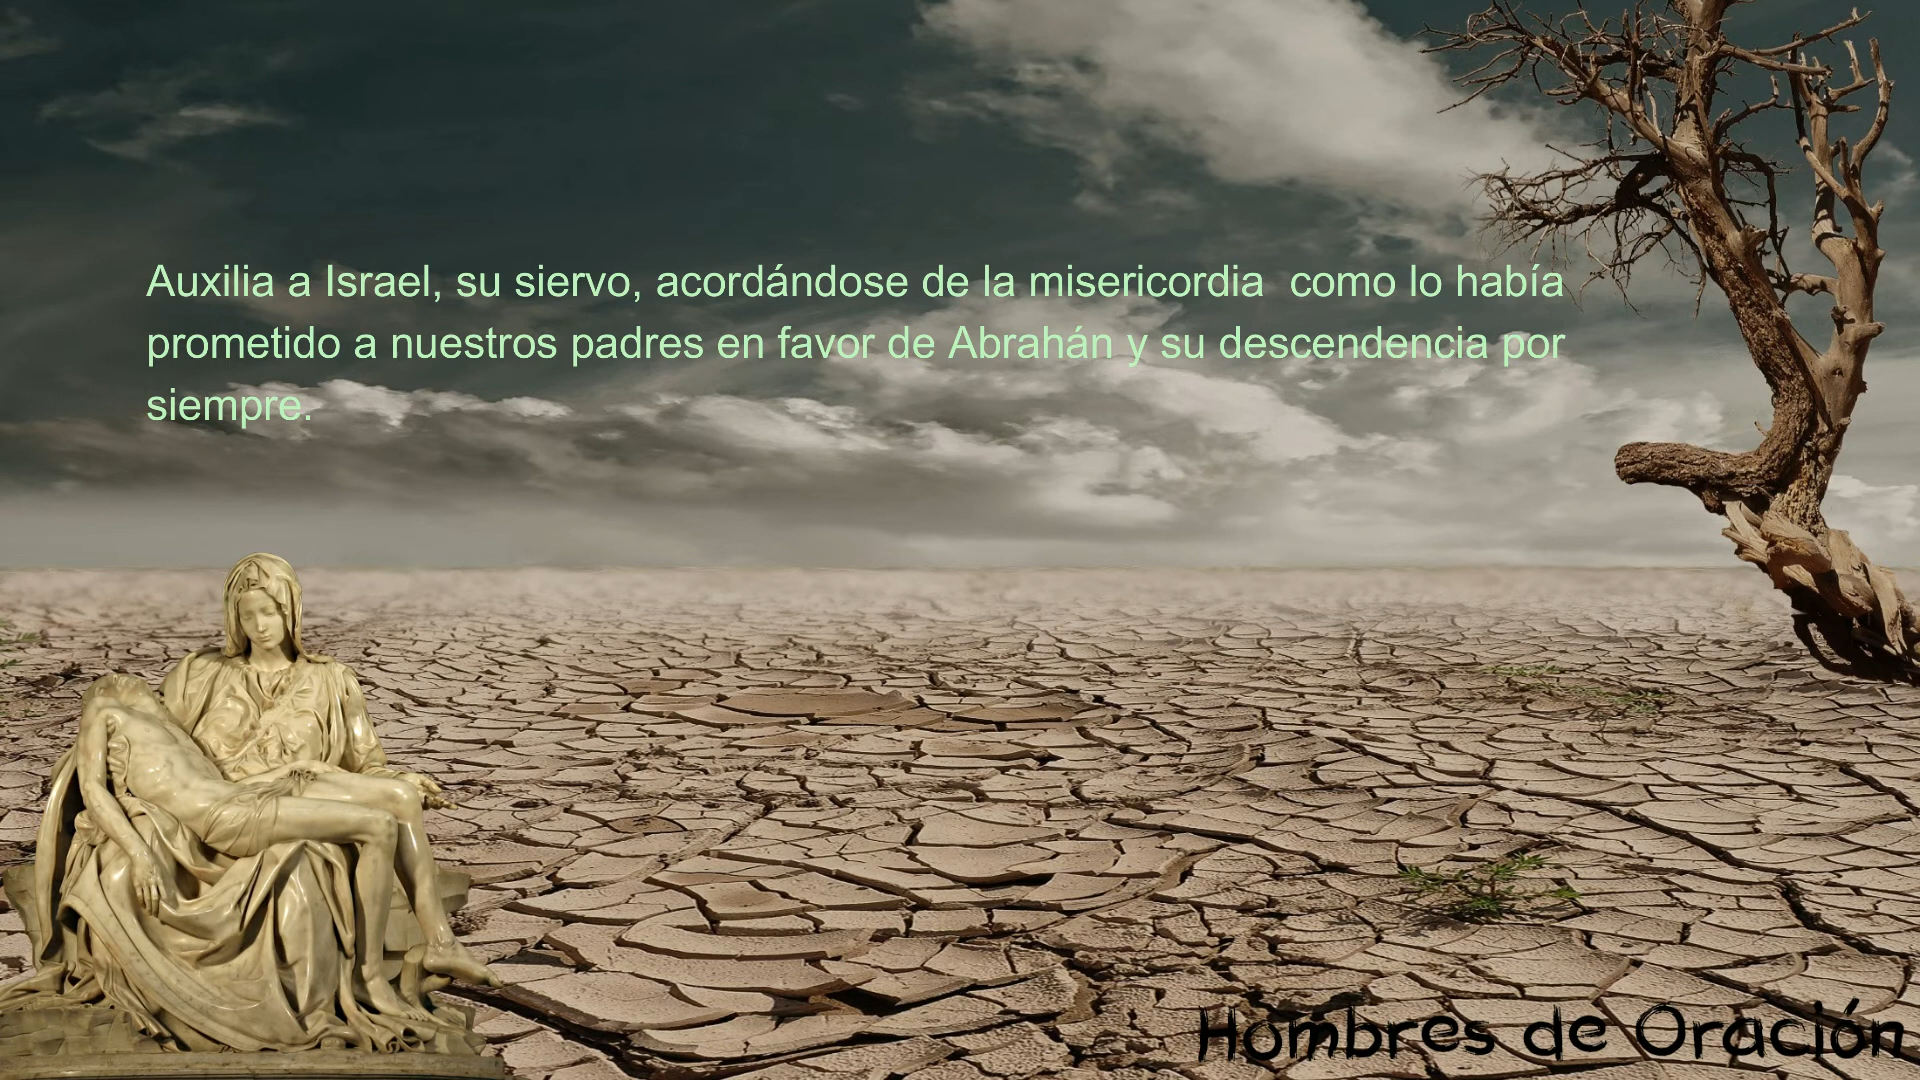 Auxilia a Israel, su siervo, acordándose de la misericordia  como lo había
prometido a nuestros padres en favor de Abrahán y su descendencia por
siempre.
Hombres de Oración